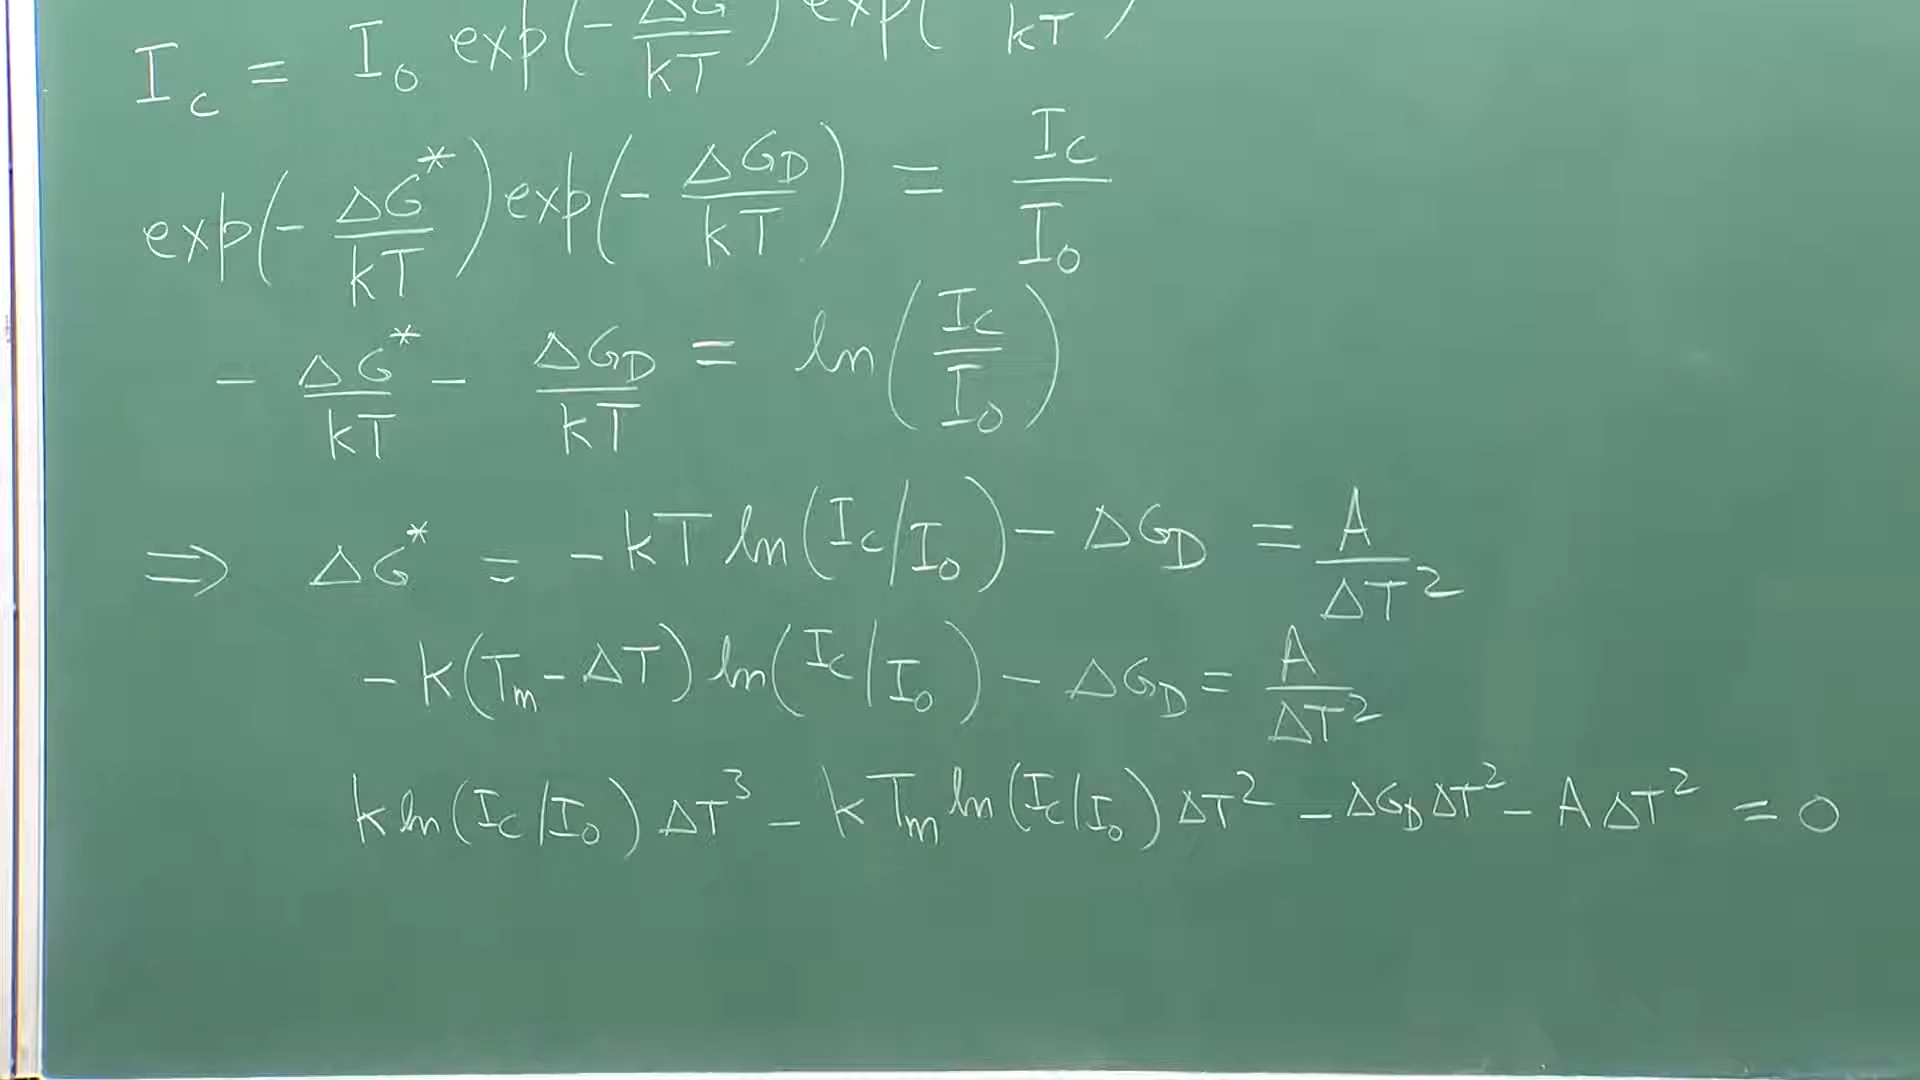 I_c = I_0 exp(-ΔG/kT) exp( kT)
exp(-ΔG*/kT) exp(-ΔG_D/kT) = I_c/I_0
-ΔG*/kT - ΔG_D/kT = ln(I_c/I_0)
⇒ ΔG* = -kT ln(I_c/I_0) - ΔG_D = A/ΔT²
-k(T_m - ΔT) ln(I_c/I_0) - ΔG_D = A/ΔT²
k ln(I_c/I_0) ΔT³ - kT_m ln(I_c/I_0) ΔT² - ΔG_D ΔT² - A ΔT² = 0